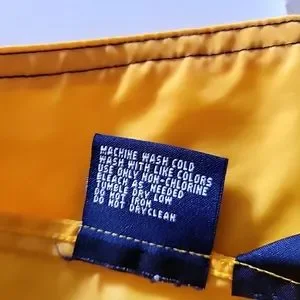 MACHINE WASH COLD
WASH WITH LIKE COLORS
USE ONLY NON-CHLORINE
BLEACH AS NEEDED
TUMBLE DRY LOW
DO NOT IRON
DO NOT DRYCLEAN